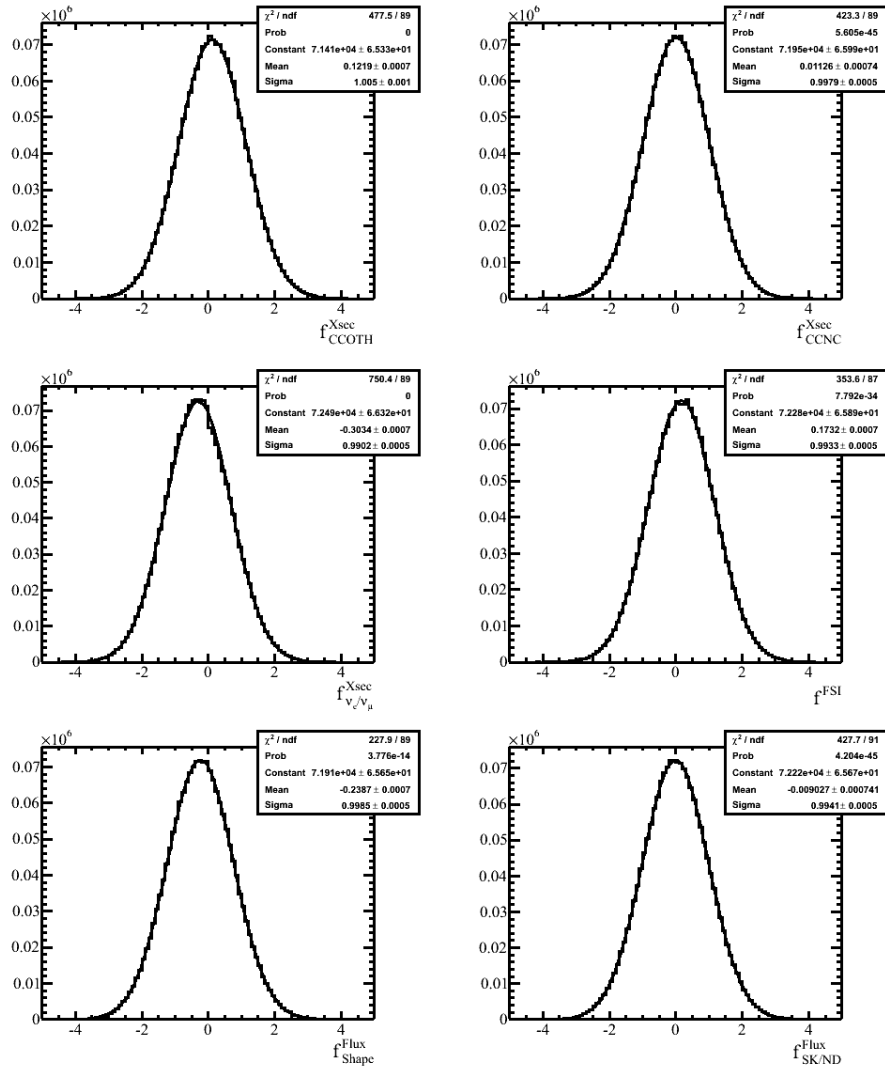 ×10⁶
χ² / ndf 477.5 / 89
Prob 0
Constant 7.141e+04 ± 6.533e+01
Mean 0.1219 ± 0.0007
Sigma 1.005 ± 0.001
0.07
0.06
0.05
0.04
0.03
0.02
0.01
0
-4 -2 0 2 4
f^Xsec_CCOTH
×10⁶
χ² / ndf 423.3 / 89
Prob 5.605e-45
Constant 7.195e+04 ± 6.599e+01
Mean 0.01126 ± 0.00074
Sigma 0.9979 ± 0.0005
0.07
0.06
0.05
0.04
0.03
0.02
0.01
0
-4 -2 0 2 4
f^Xsec_CCNC
×10⁶
χ² / ndf 750.4 / 89
Prob 0
Constant 7.249e+04 ± 6.632e+01
Mean -0.3034 ± 0.0007
Sigma 0.9902 ± 0.0005
0.07
0.06
0.05
0.04
0.03
0.02
0.01
0
-4 -2 0 2 4
f^Xsec_νe/νμ
×10⁶
χ² / ndf 353.6 / 87
Prob 7.792e-34
Constant 7.228e+04 ± 6.589e+01
Mean 0.1732 ± 0.0007
Sigma 0.9933 ± 0.0005
0.07
0.06
0.05
0.04
0.03
0.02
0.01
0
-4 -2 0 2 4
f^FSI
×10⁶
χ² / ndf 227.9 / 89
Prob 3.776e-14
Constant 7.191e+04 ± 6.565e+01
Mean -0.2387 ± 0.0007
Sigma 0.9985 ± 0.0005
0.07
0.06
0.05
0.04
0.03
0.02
0.01
0
-4 -2 0 2 4
f^Flux_Shape
×10⁶
χ² / ndf 427.7 / 91
Prob 4.204e-45
Constant 7.222e+04 ± 6.567e+01
Mean -0.009027 ± 0.000741
Sigma 0.9941 ± 0.0005
0.07
0.06
0.05
0.04
0.03
0.02
0.01
0
-4 -2 0 2 4
f^Flux_SK/ND